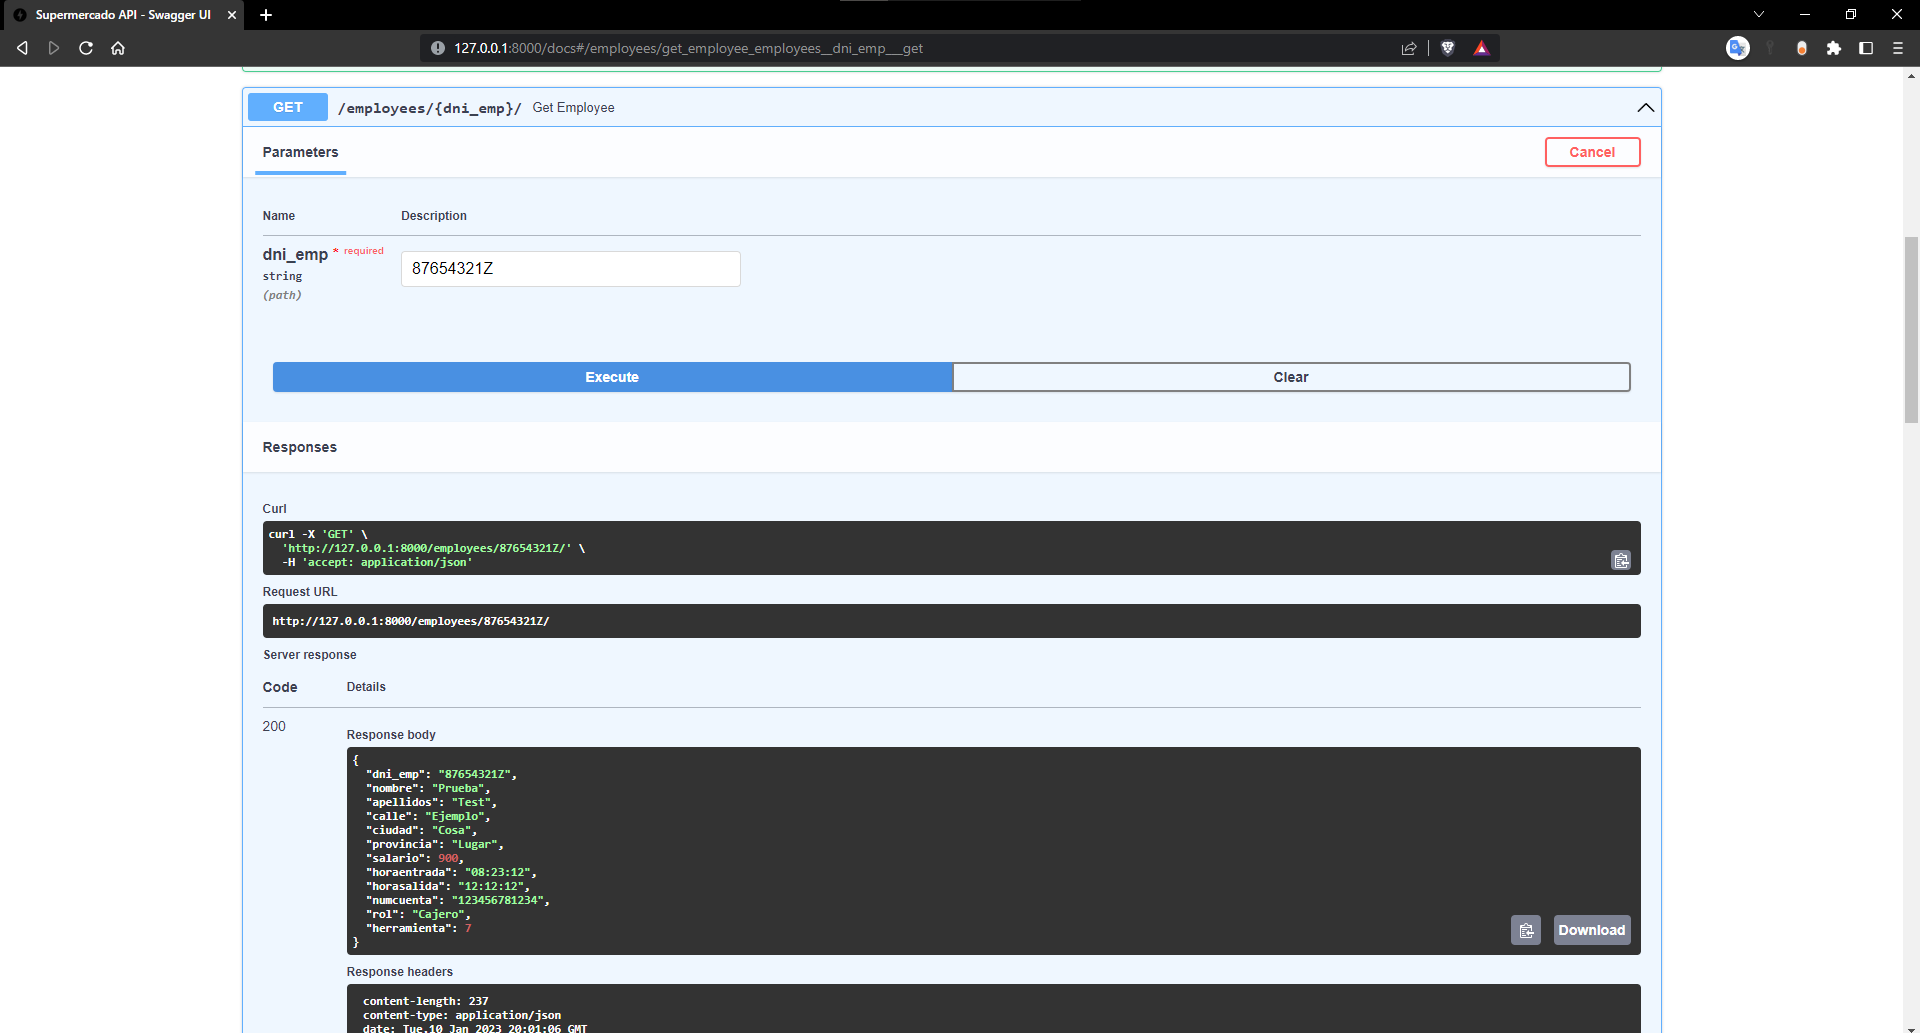 Supermercado API - Swagger UI
127.0.0.1:8000/docs#/employees/get_employee_employees__dni_emp___get
GET /employees/{dni_emp}/ Get Employee
Parameters
Cancel
Name Description
dni_emp * required
string
(path)
87654321Z
Execute Clear
Responses
Curl
curl -X 'GET' \
'http://127.0.0.1:8000/employees/87654321Z/' \
-H 'accept: application/json'
Request URL
http://127.0.0.1:8000/employees/87654321Z/
Server response
Code Details
200
Response body
{
"dni_emp": "87654321Z",
"nombre": "Prueba",
"apellidos": "Test",
"calle": "Ejemplo",
"ciudad": "Cosa",
"provincia": "Lugar",
"salario": 900,
"horaentrada": "08:23:12",
"horasalida": "12:12:12",
"numcuenta": "123456781234",
"rol": "Cajero",
"herramienta": 7
}
Download
Response headers
content-length: 237
content-type: application/json
date: Tue,10 Jan 2023 20:01:06 GMT